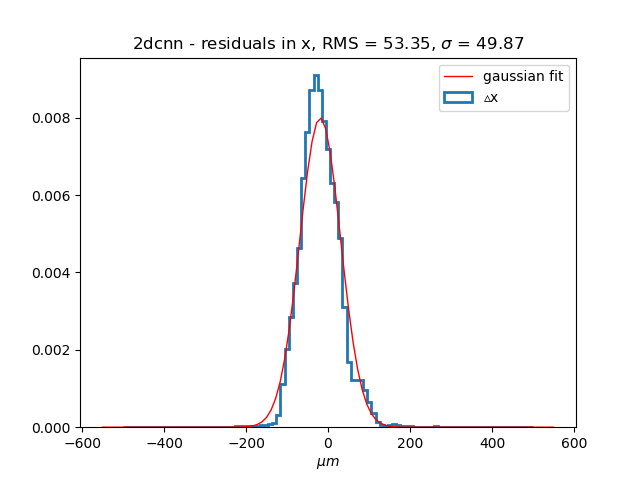 2dcnn - residuals in x, RMS = 53.35, σ = 49.87
gaussian fit
△x
0.008
0.006
0.004
0.002
0.000
−600 −400 −200 0 200 400 600
μm